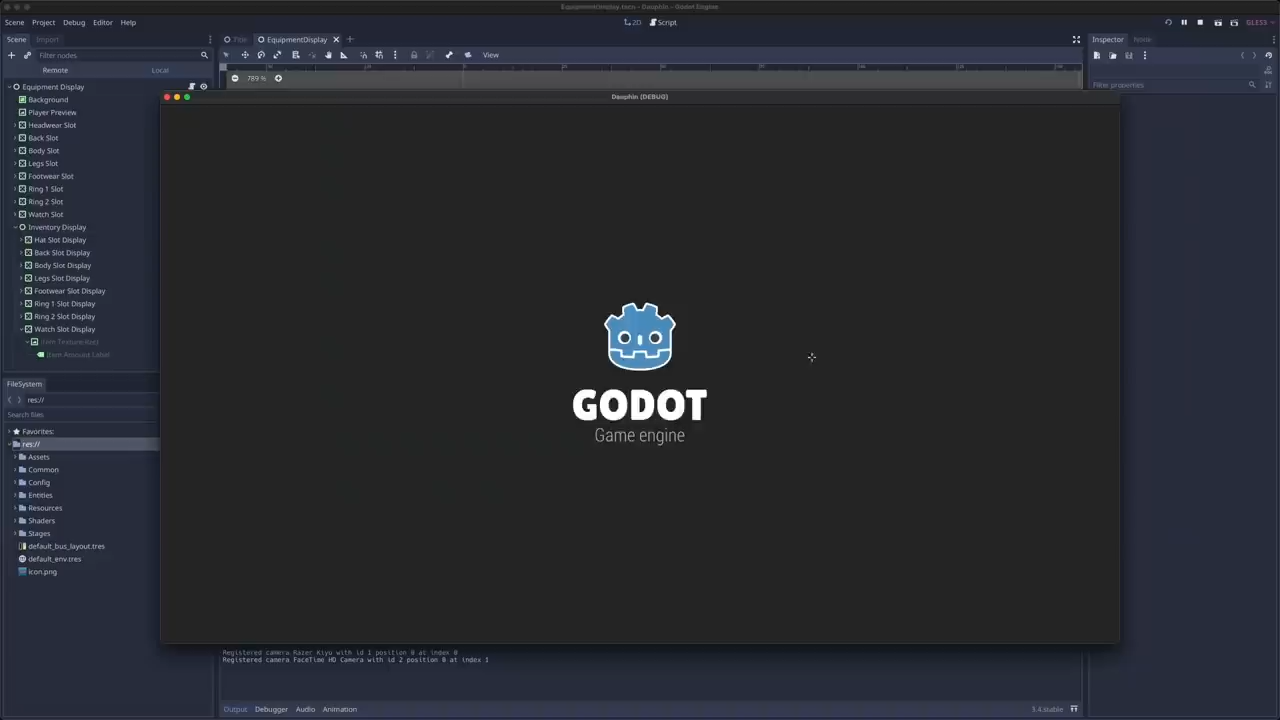 EquipmentDisplay.tscn - Dauphin - Godot Engine
Scene Project Debug Editor Help
2D Script
GLES3
Scene Import
Title EquipmentDisplay
Inspector Node
Filter nodes
View
Remote Local
789 %
Filter properties
Equipment Display
Background
Player Preview
Headwear Slot
Back Slot
Body Slot
Legs Slot
Footwear Slot
Ring 1 Slot
Ring 2 Slot
Watch Slot
Inventory Display
Hat Slot Display
Back Slot Display
Body Slot Display
Legs Slot Display
Footwear Slot Display
Ring 1 Slot Display
Ring 2 Slot Display
Watch Slot Display
Item Texture Rect
Item Amount Label
Dauphin (DEBUG)
GODOT
Game engine
FileSystem
res://
Search files
Favorites:
res://
Assets
Common
Config
Entities
Resources
Shaders
Stages
default_bus_layout.tres
default_env.tres
icon.png
Registered camera Razer Kiyo with id 1 position 0 at index 0
Registered camera FaceTime HD Camera with id 2 position 0 at index 1
Output Debugger Audio Animation
3.4.stable